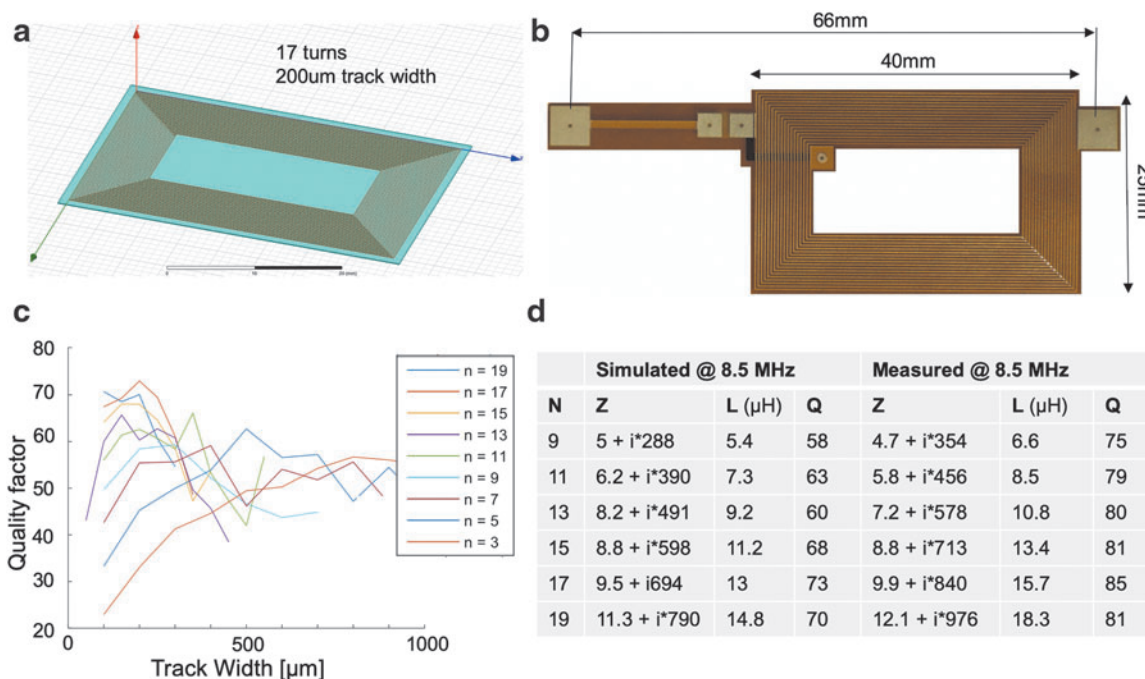 a
17 turns
200um track width
b
66mm
40mm
25mm
c
80
70
60
50
40
30
20
0
500
1000
Quality factor
Track Width [µm]
n = 19
n = 17
n = 15
n = 13
n = 11
n = 9
n = 7
n = 5
n = 3
d
Simulated @ 8.5 MHz Measured @ 8.5 MHz
N Z L (µH) Q Z L (µH) Q
9 5 + i*288 5.4 58 4.7 + i*354 6.6 75
11 6.2 + i*390 7.3 63 5.8 + i*456 8.5 79
13 8.2 + i*491 9.2 60 7.2 + i*578 10.8 80
15 8.8 + i*598 11.2 68 8.8 + i*713 13.4 81
17 9.5 + i694 13 73 9.9 + i*840 15.7 85
19 11.3 + i*790 14.8 70 12.1 + i*976 18.3 81